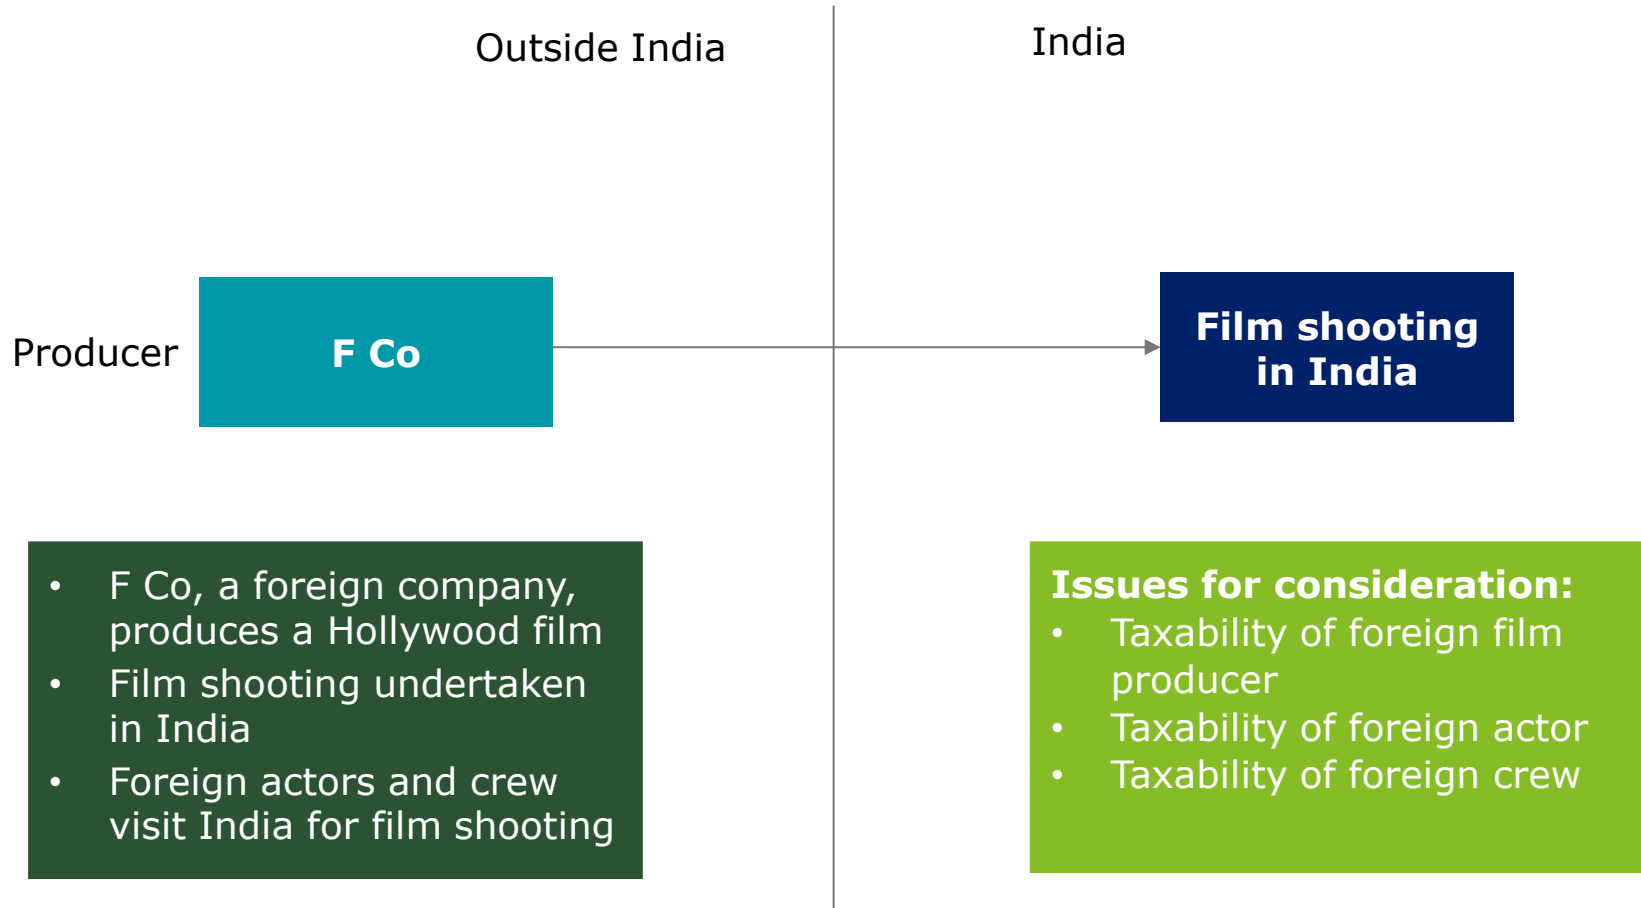 Outside India
India
Producer
F Co
Film shooting
in India
• F Co, a foreign company,
produces a Hollywood film
• Film shooting undertaken
in India
• Foreign actors and crew
visit India for film shooting
Issues for consideration:
• Taxability of foreign film
producer
• Taxability of foreign actor
• Taxability of foreign crew